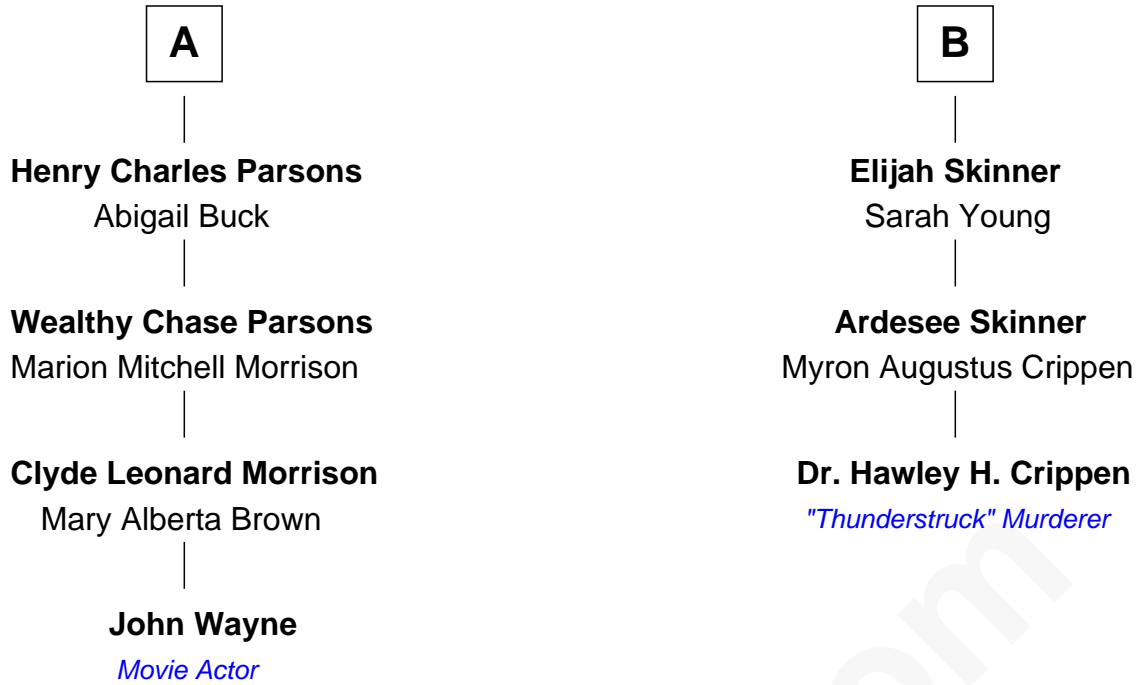 A
Henry Charles Parsons
Abigail Buck
Wealthy Chase Parsons
Marion Mitchell Morrison
Clyde Leonard Morrison
Mary Alberta Brown
John Wayne
Movie Actor
B
Elijah Skinner
Sarah Young
Ardesee Skinner
Myron Augustus Crippen
Dr. Hawley H. Crippen
"Thunderstruck" Murderer
om